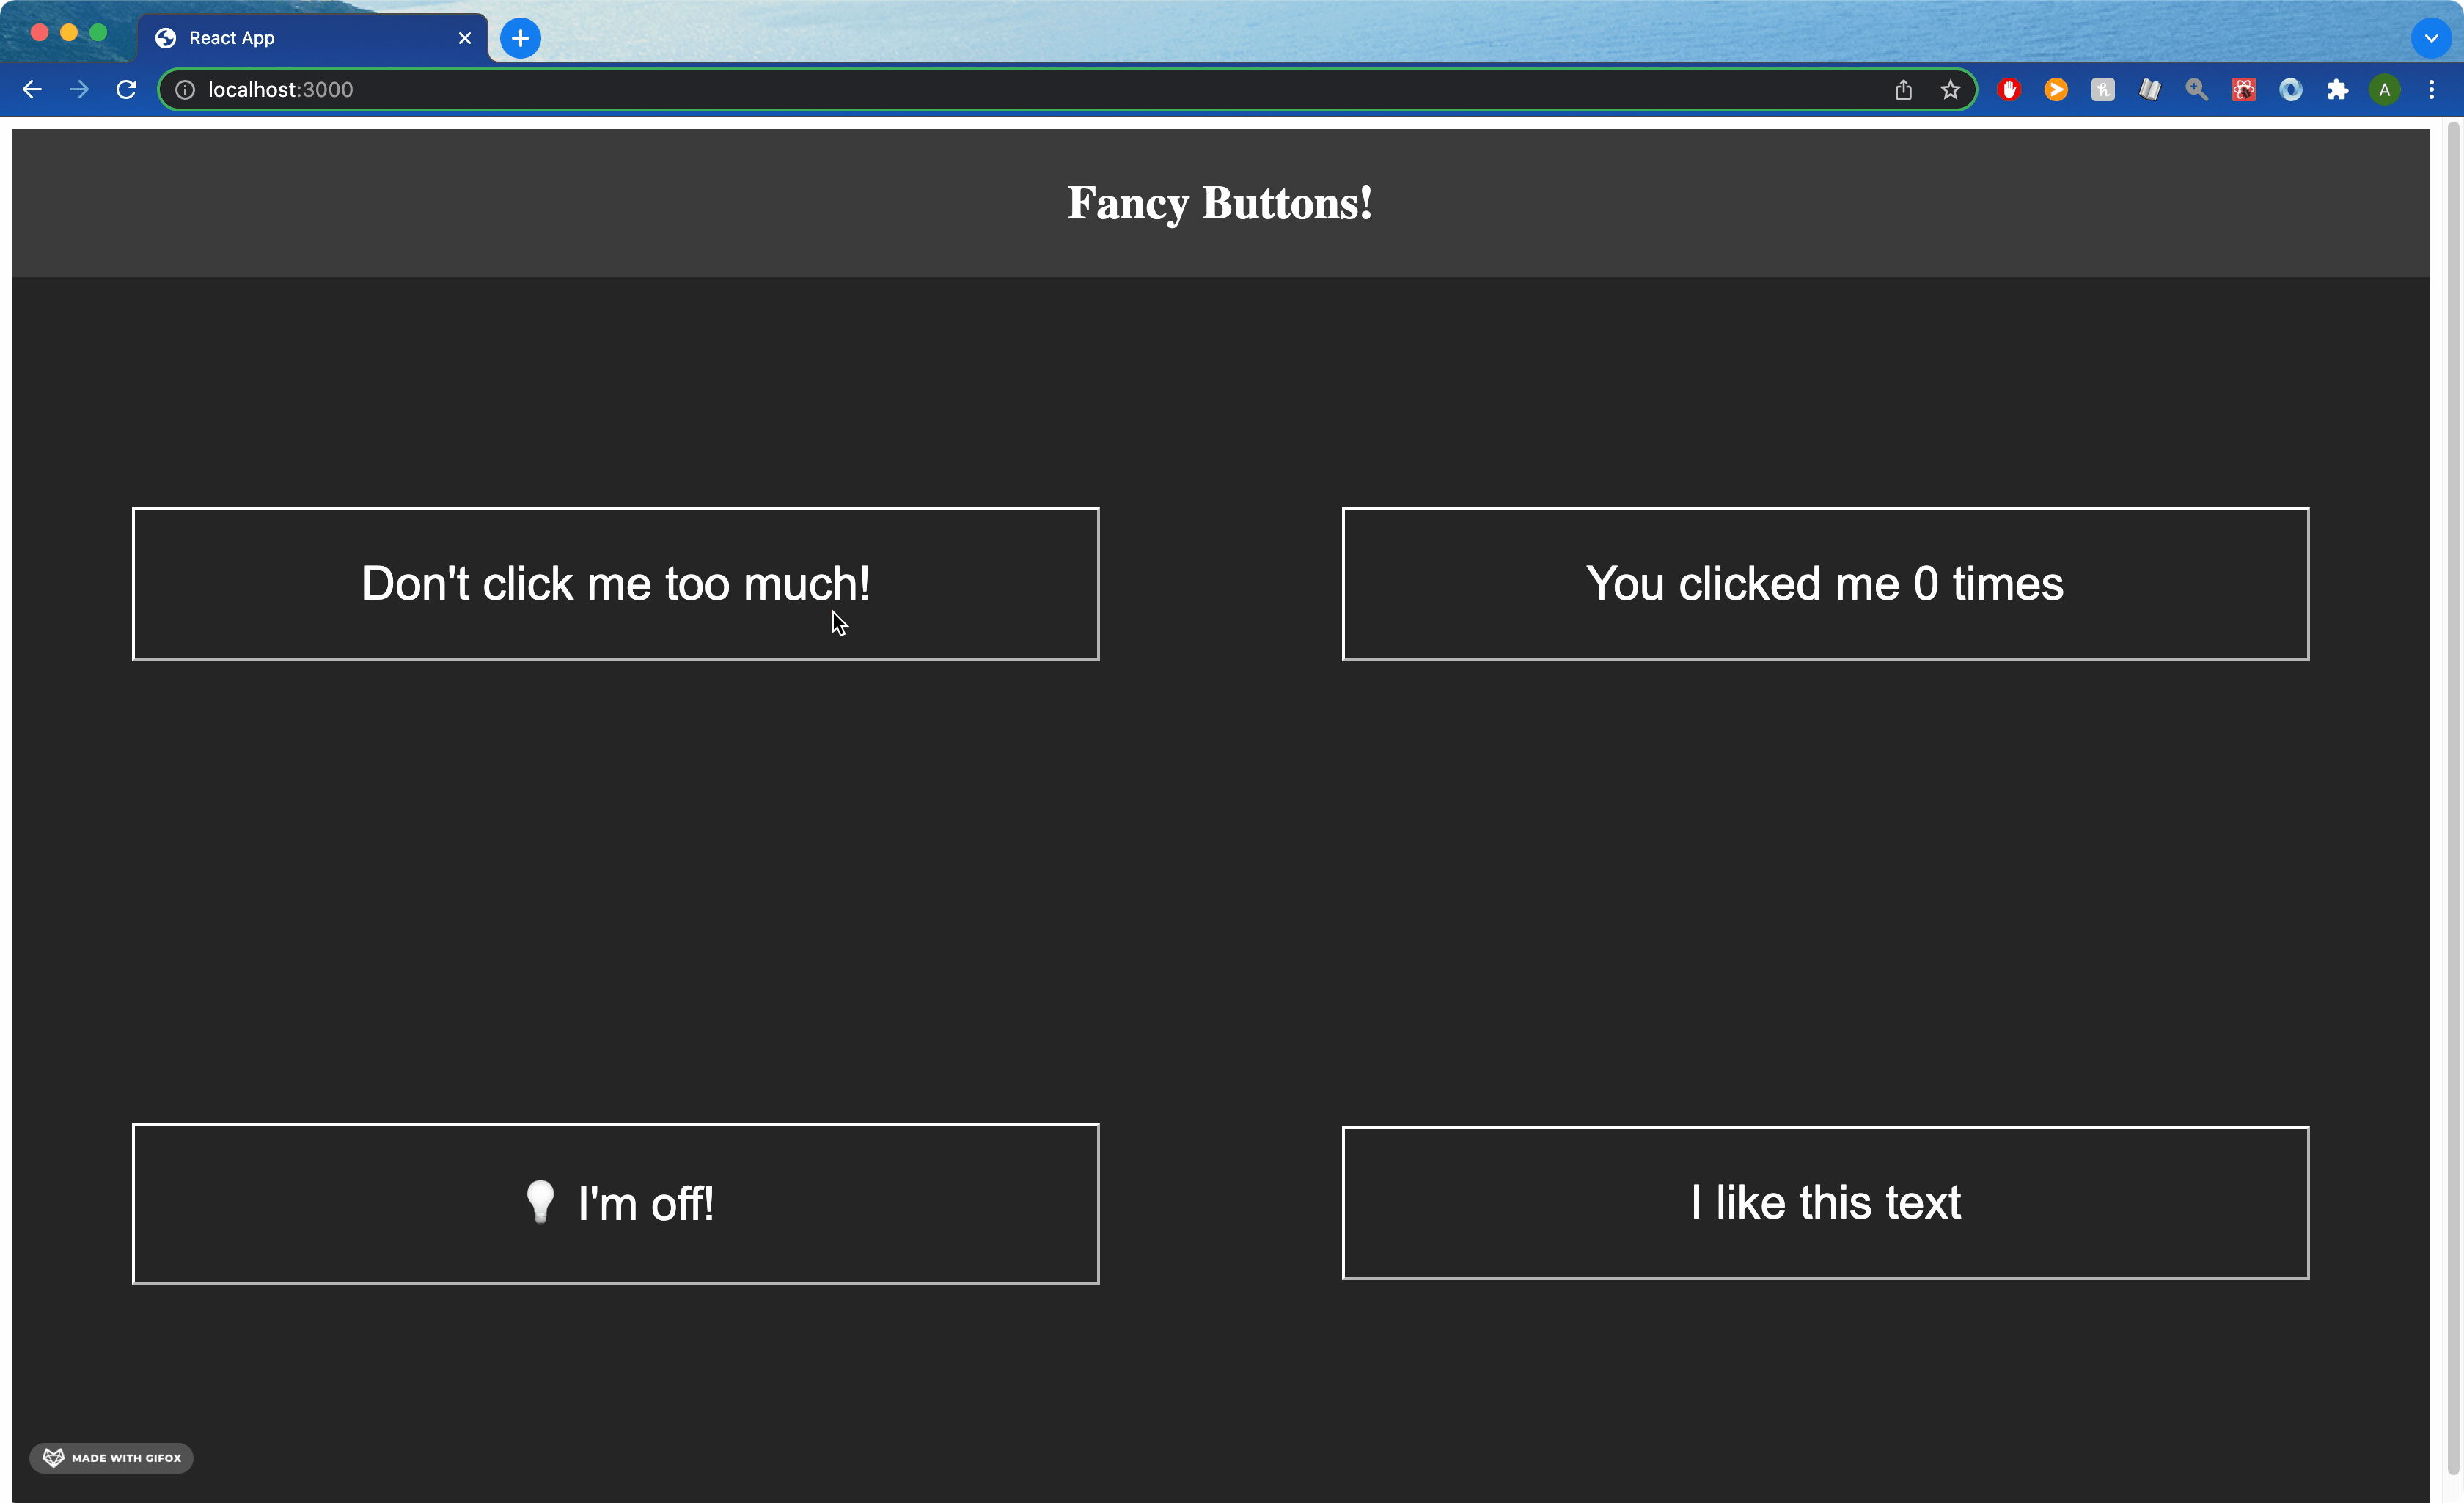 React App
localhost:3000
A
Fancy Buttons!
Don't click me too much!
You clicked me 0 times
I'm off!
I like this text
MADE WITH GIFOX